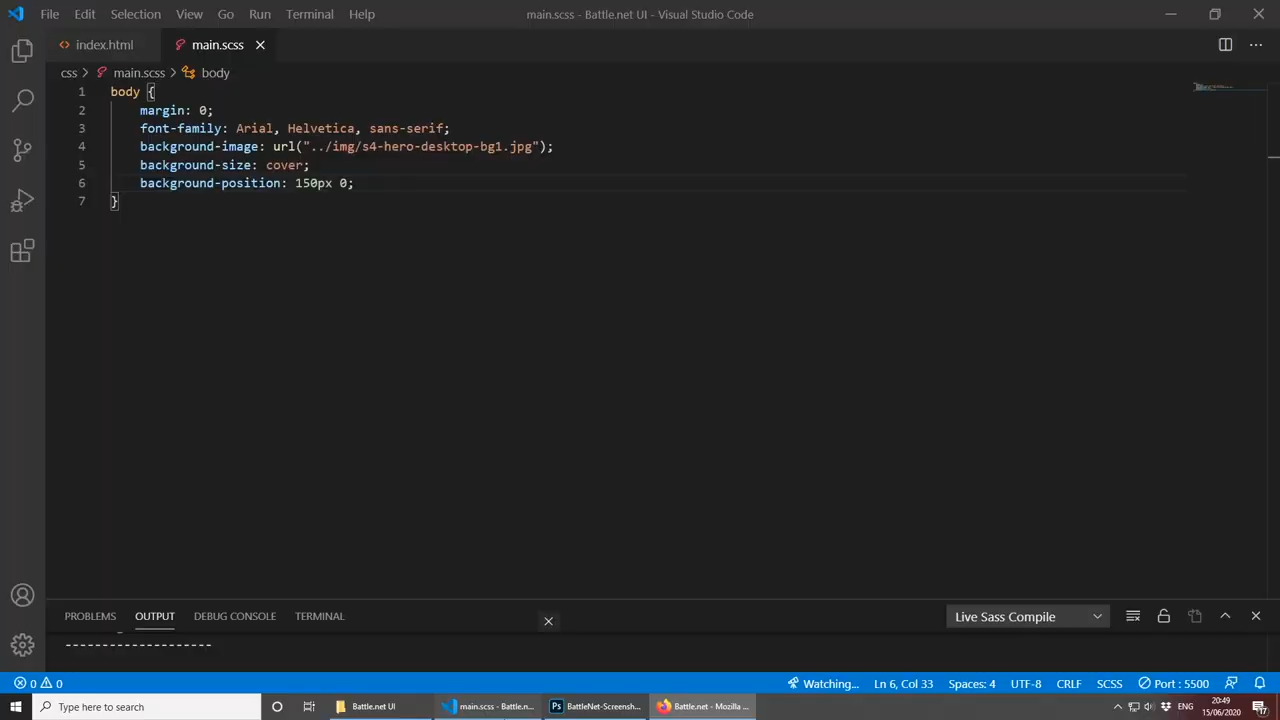 File Edit Selection View Go Run Terminal Help main.scss - Battle.net UI - Visual Studio Code
index.html main.scss
css > main.scss > body
1 body {
2 margin: 0;
3 font-family: Arial, Helvetica, sans-serif;
4 background-image: url("../img/s4-hero-desktop-bg1.jpg");
5 background-size: cover;
6 background-position: 150px 0;
7 }
PROBLEMS OUTPUT DEBUG CONSOLE TERMINAL Live Sass Compile
--------------------
0 0 Watching... Ln 6, Col 33 Spaces: 4 UTF-8 CRLF SCSS Port : 5500
Type here to search Battle.net UI main.scss - Battle.n... Ps BattleNet-Screensh... Battle.net - Mozilla ... ENG 20:49
15/06/2020 17